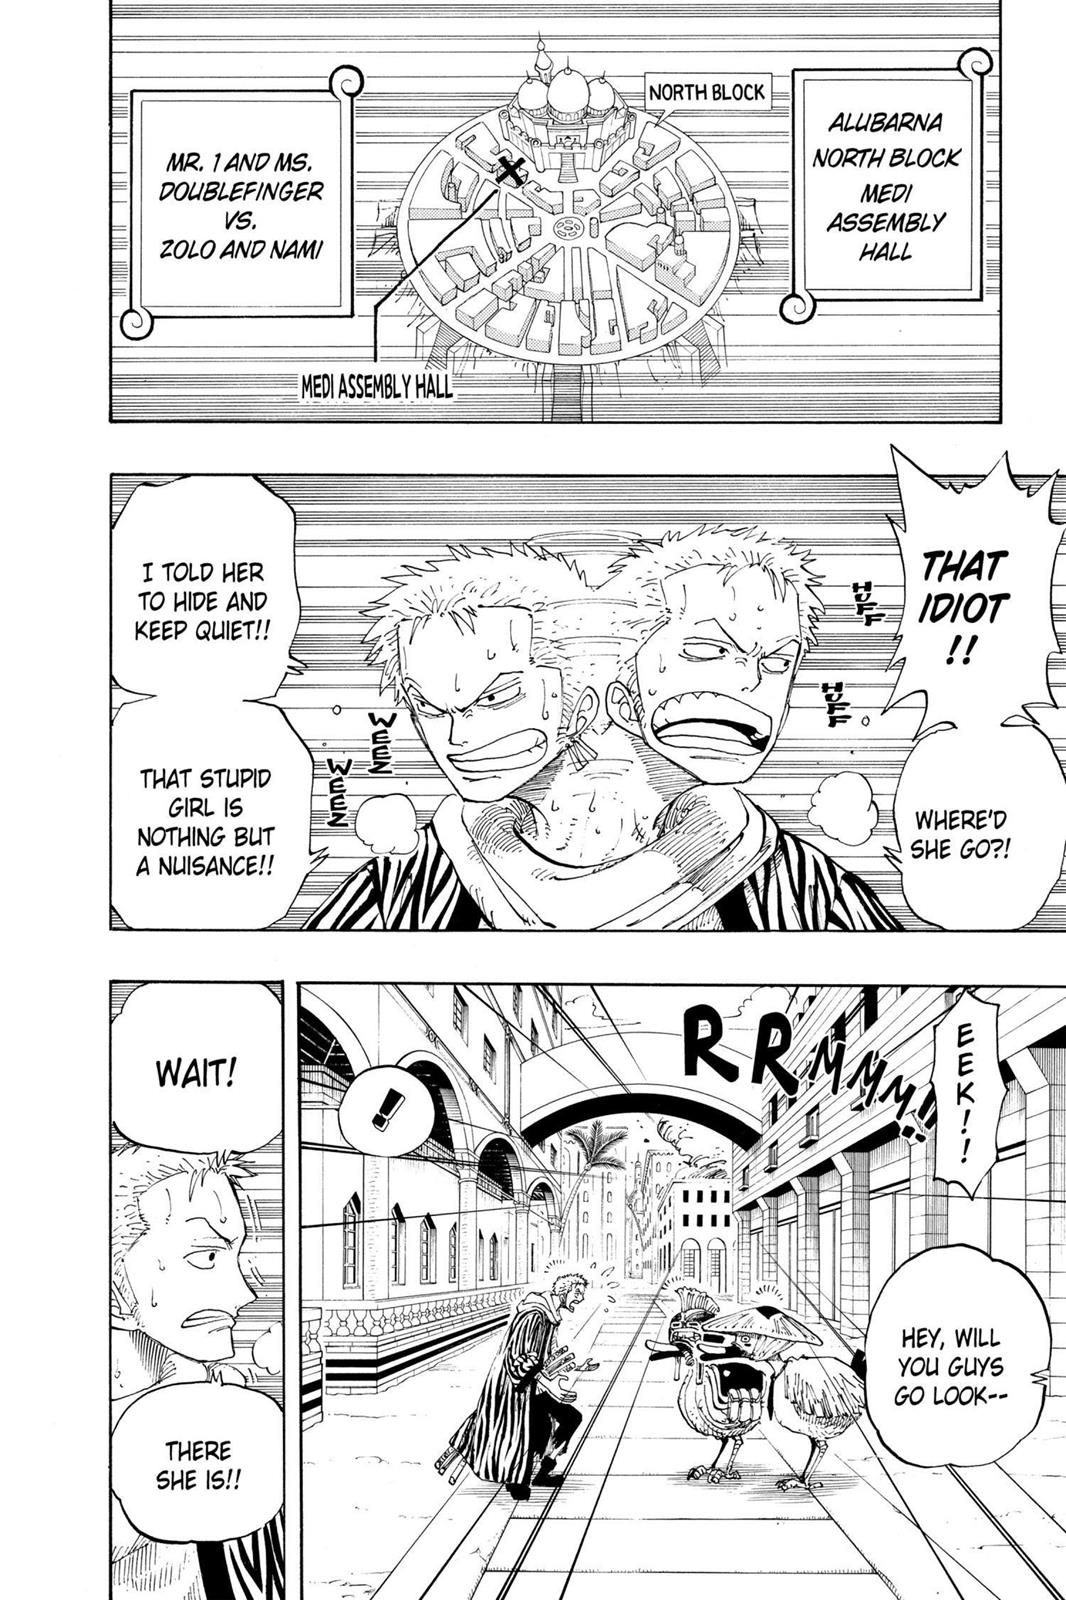 ALUBARNA
NORTH BLOCK
MEDI
ASSEMBLY
HALL
NORTH BLOCK
MR. 1 AND MS.
DOUBLEFINGER
VS.
ZOLO AND NAMI
MEDI ASSEMBLY HALL
THAT
IDIOT
!!
WHERE'D
SHE GO?!
HUFF
HUFF
I TOLD HER
TO HIDE AND
KEEP QUIET!!
THAT STUPID
GIRL IS
NOTHING BUT
A NUISANCE!!
WEEZ
WEEZ
EEK!!
RRMMM!!
HEY, WILL
YOU GUYS
GO LOOK--
!
WAIT!
THERE
SHE IS!!